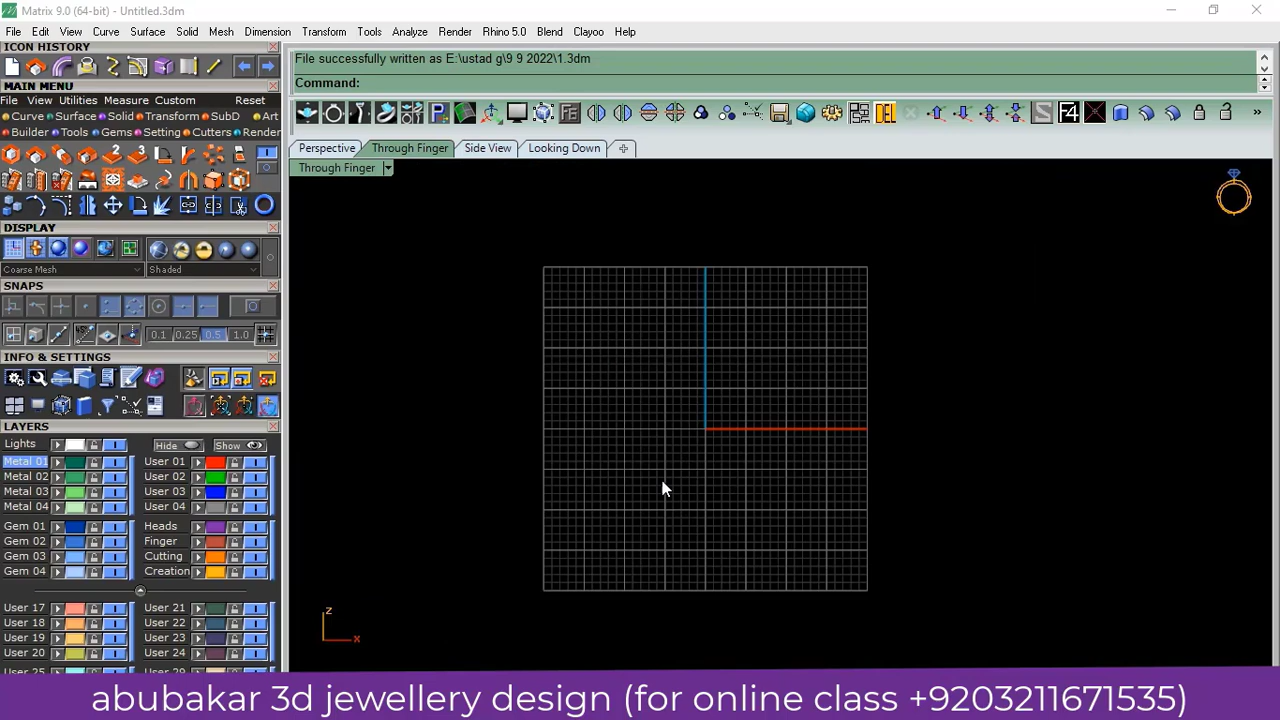 Matrix 9.0 (64-bit) - Untitled.3dm
File Edit View Curve Surface Solid Mesh Dimension Transform Tools Analyze Render Rhino 5.0 Blend Clayoo Help
ICON HISTORY
File successfully written as E:\ustad g\9 9 2022\1.3dm
Command:
MAIN MENU
File View Utilities Measure Custom Reset
Curve Surface Solid Transform SubD Art
Builder Tools Gems Setting Cutters Render
Perspective Through Finger Side View Looking Down
Through Finger
DISPLAY
Coarse Mesh Shaded
SNAPS
0.1 0.25 0.5 1.0
INFO & SETTINGS
LAYERS
Lights Hide Show
Metal 01 User 01
Metal 02 User 02
Metal 03 User 03
Metal 04 User 04
Gem 01 Heads
Gem 02 Finger
Gem 03 Cutting
Gem 04 Creation
User 17 User 21
User 18 User 22
User 19 User 23
User 20 User 24
User 25 User 29
z
x
abubakar 3d jewellery design (for online class +9203211671535)